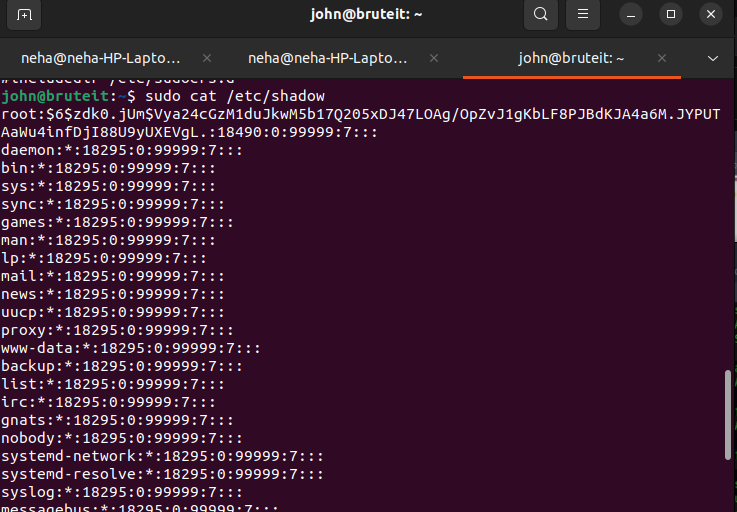 john@bruteit: ~
neha@neha-HP-Lapto...
neha@neha-HP-Lapto...
john@bruteit: ~
#includedir /etc/sudoers.d
john@bruteit:~$ sudo cat /etc/shadow
root:$6$zdk0.jUm$Vya24cGzM1duJkwM5b17Q205xDJ47LOAg/OpZvJ1gKbLF8PJBdKJA4a6M.JYPUT
AaWu4infDjI88U9yUXEVgL.:18490:0:99999:7:::
daemon:*:18295:0:99999:7:::
bin:*:18295:0:99999:7:::
sys:*:18295:0:99999:7:::
sync:*:18295:0:99999:7:::
games:*:18295:0:99999:7:::
man:*:18295:0:99999:7:::
lp:*:18295:0:99999:7:::
mail:*:18295:0:99999:7:::
news:*:18295:0:99999:7:::
uucp:*:18295:0:99999:7:::
proxy:*:18295:0:99999:7:::
www-data:*:18295:0:99999:7:::
backup:*:18295:0:99999:7:::
list:*:18295:0:99999:7:::
irc:*:18295:0:99999:7:::
gnats:*:18295:0:99999:7:::
nobody:*:18295:0:99999:7:::
systemd-network:*:18295:0:99999:7:::
systemd-resolve:*:18295:0:99999:7:::
syslog:*:18295:0:99999:7:::
messagebus:*:18295:0:99999:7:::